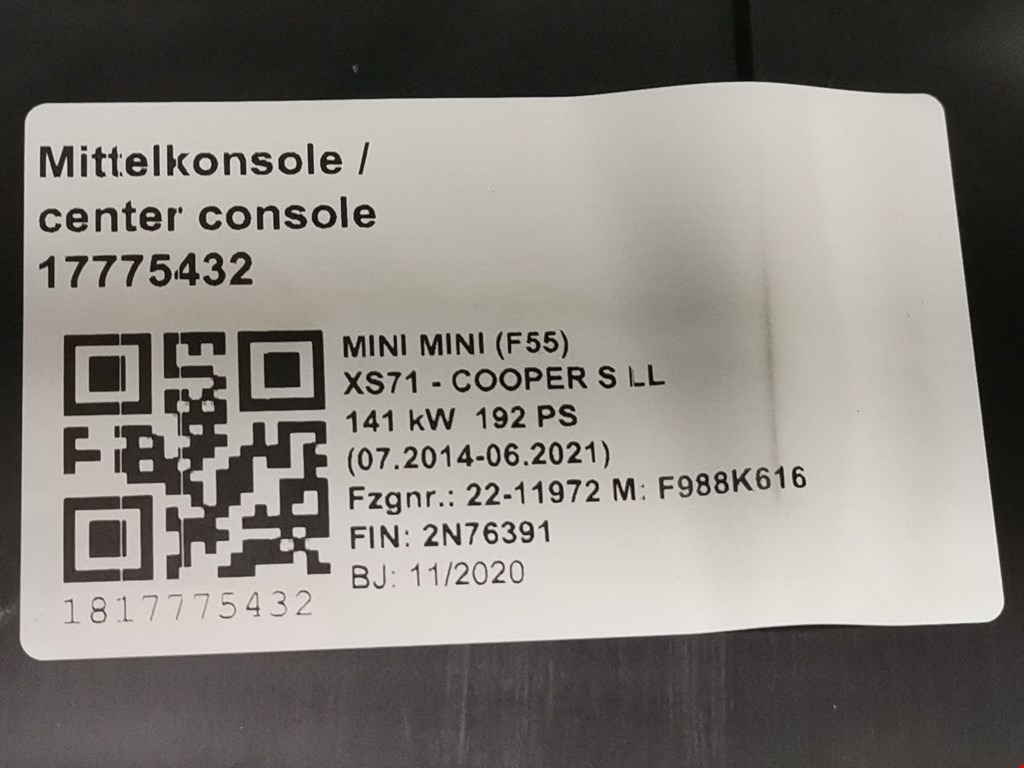 Mittelkonsole /
center console
17775432
MINI MINI (F55)
XS71 - COOPER S LL
141 kW 192 PS
(07.2014-06.2021)
Fzgnr.: 22-11972 M: F988K616
FIN: 2N76391
BJ: 11/2020
1817775432